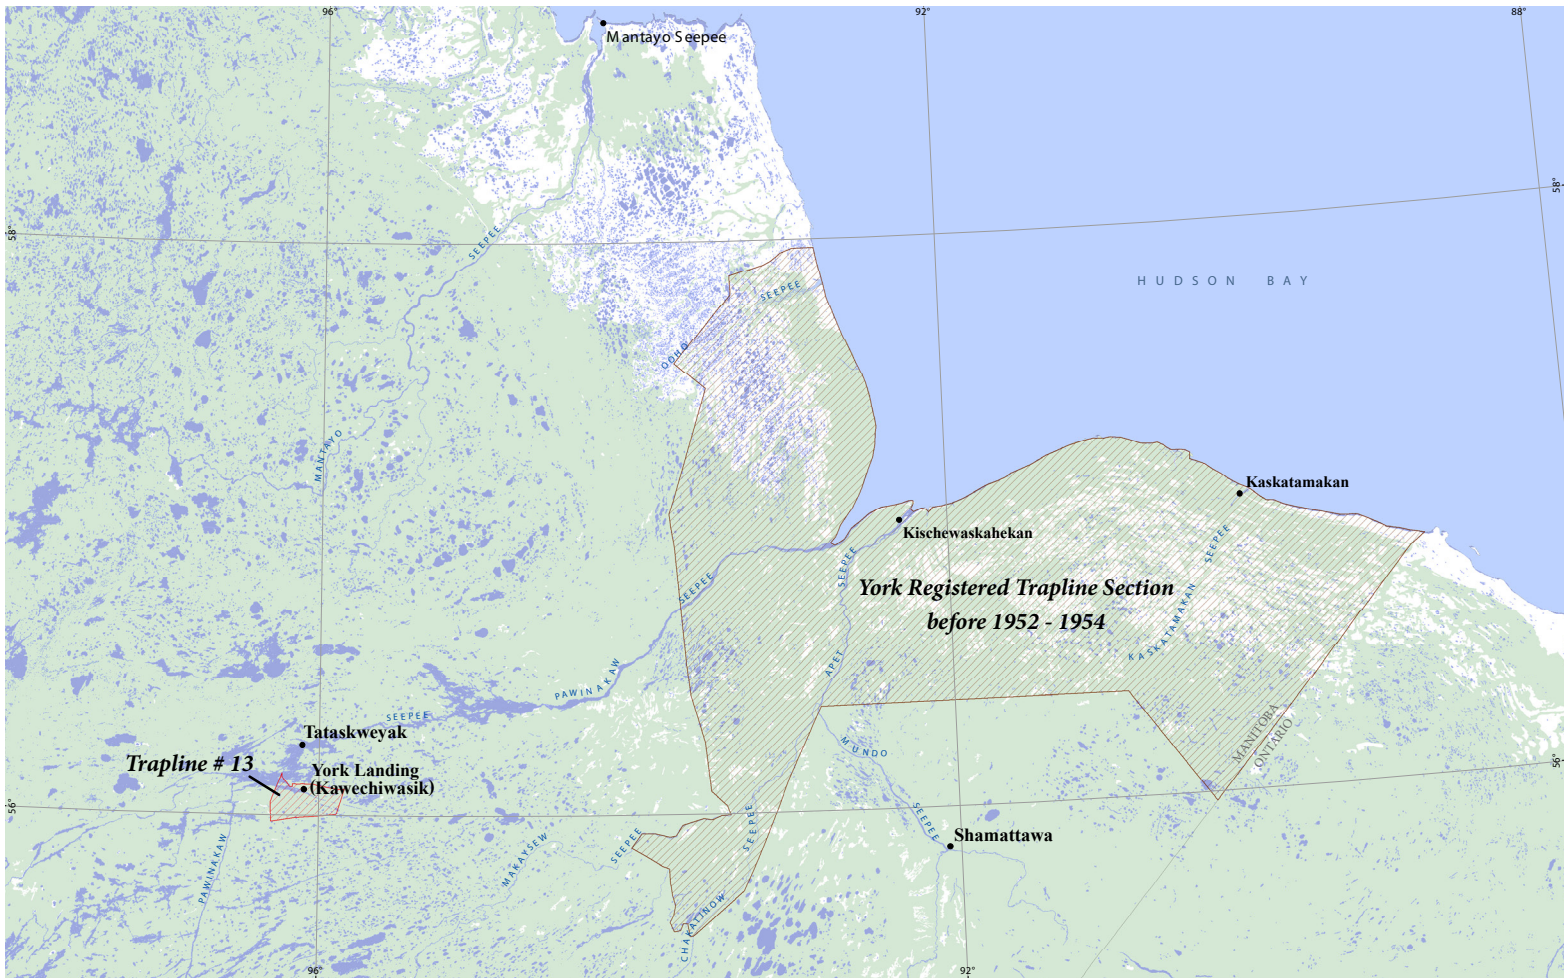 96°
92°
88°
Mantayo Seepee
58°
58°
SEEPEE
HUDSON BAY
SEEPEE
OOHO
MANTAYO
Kaskatamakan
Kischewaskahekan
SEEPEE
SEEPEE
SEEPEE
York Registered Trapline Section
before 1952 - 1954
KASKATAMAKAN
APET
PAWINAKAW
SEEPEE
MANITOBA
ONTARIO
Tataskweyak
MUNDO
Trapline # 13
York Landing
(Kawechiwasik)
56°
56°
SEEPEE
SEEPEE
SEEPEE
Shamattawa
PAWINAKAW
MAKAYSEW
CHAKATINOW
96°
92°